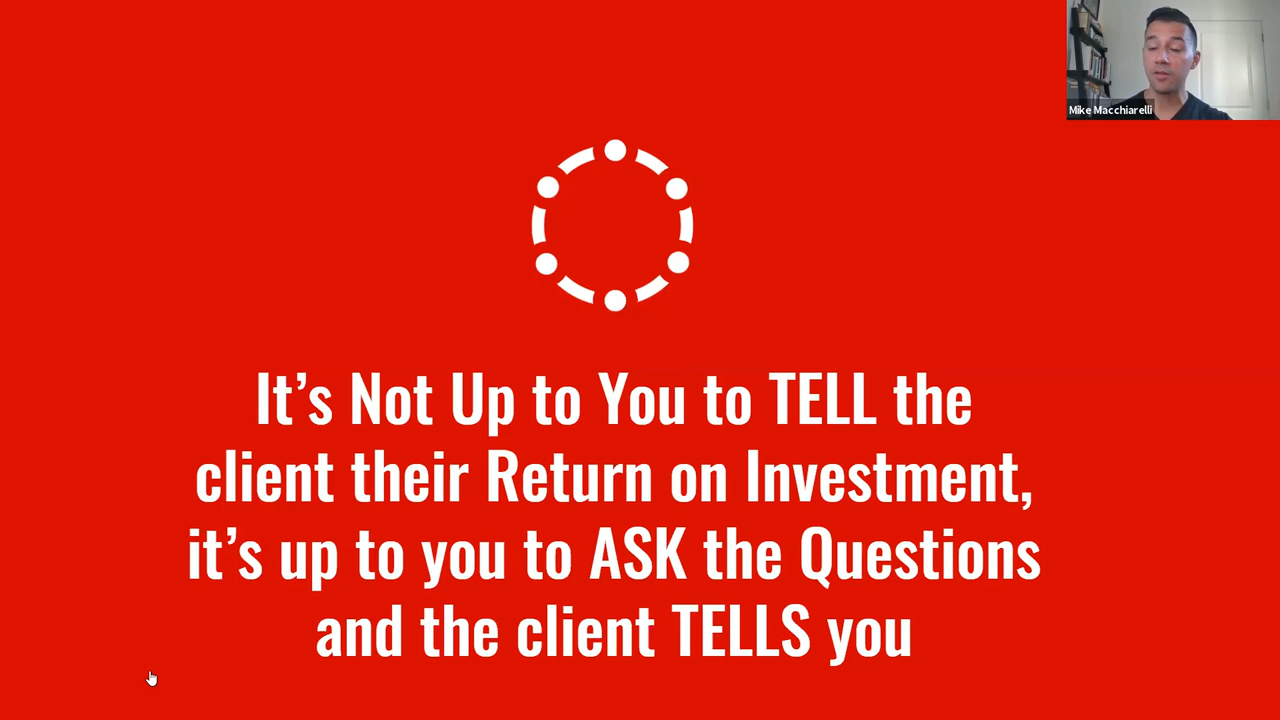 Mike Macchiarelli
It’s Not Up to You to TELL the
client their Return on Investment,
it’s up to you to ASK the Questions
and the client TELLS you